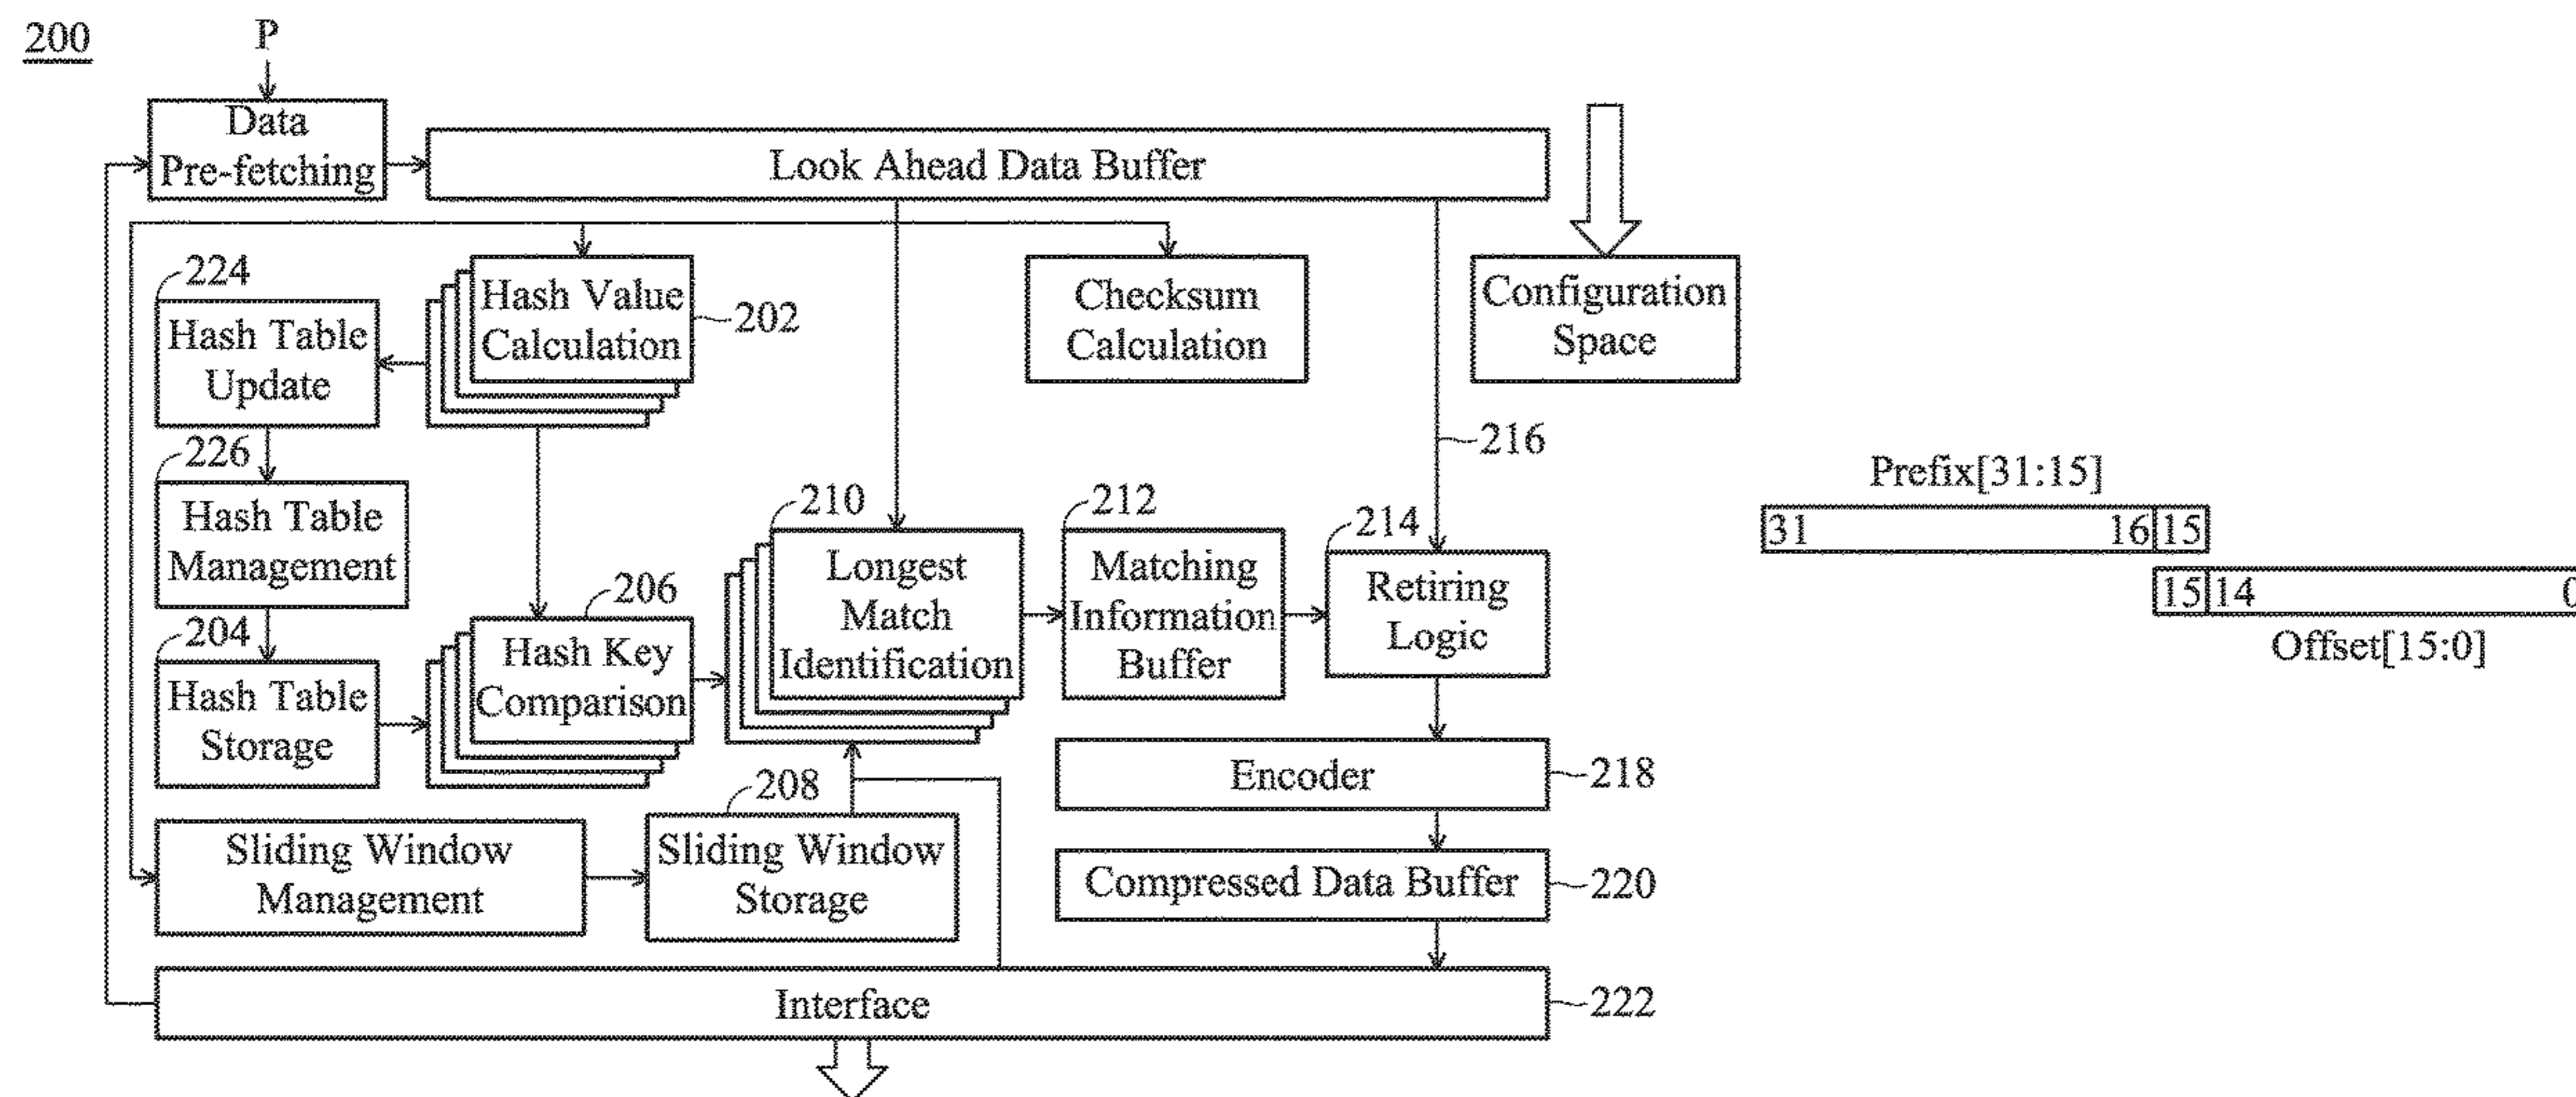 200
P
Data
Pre-fetching
Look Ahead Data Buffer
224
Hash Table
Update
Hash Value
Calculation
202
Checksum
Calculation
Configuration
Space
216
226
Hash Table
Management
204
Hash Table
Storage
206
Hash Key
Comparison
210
Longest
Match
Identification
212
Matching
Information
Buffer
214
Retiring
Logic
Encoder
218
208
Sliding Window
Management
Sliding Window
Storage
Compressed Data Buffer
220
Interface
222
Prefix[31:15]
31 16 15
15 14 0
Offset[15:0]